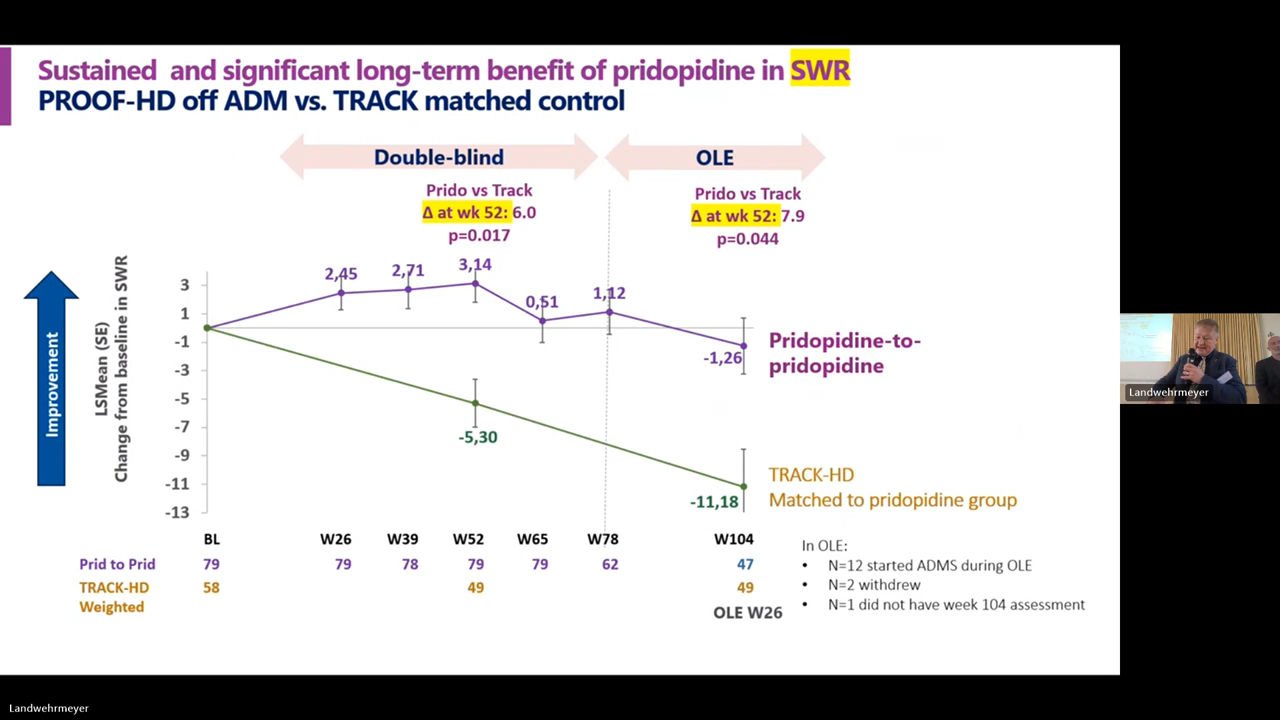 Sustained and significant long-term benefit of pridopidine in SWR
PROOF-HD off ADM vs. TRACK matched control
Double-blind
OLE
Prido vs Track
Δ at wk 52: 6.0
p=0.017
Prido vs Track
Δ at wk 52: 7.9
p=0.044
Improvement
LSMean (SE)
Change from baseline in SWR
3
1
-1
-3
-5
-7
-9
-11
-13
2,45
2,71
3,14
0,51
1,12
-1,26
-5,30
-11,18
Pridopidine-to-
pridopidine
TRACK-HD
Matched to pridopidine group
BL W26 W39 W52 W65 W78 W104
Prid to Prid 79 79 78 79 79 62 47
TRACK-HD 58 49 49
Weighted
OLE W26
In OLE:
• N=12 started ADMS during OLE
• N=2 withdrew
• N=1 did not have week 104 assessment
Landwehrmeyer
Landwehrmeyer